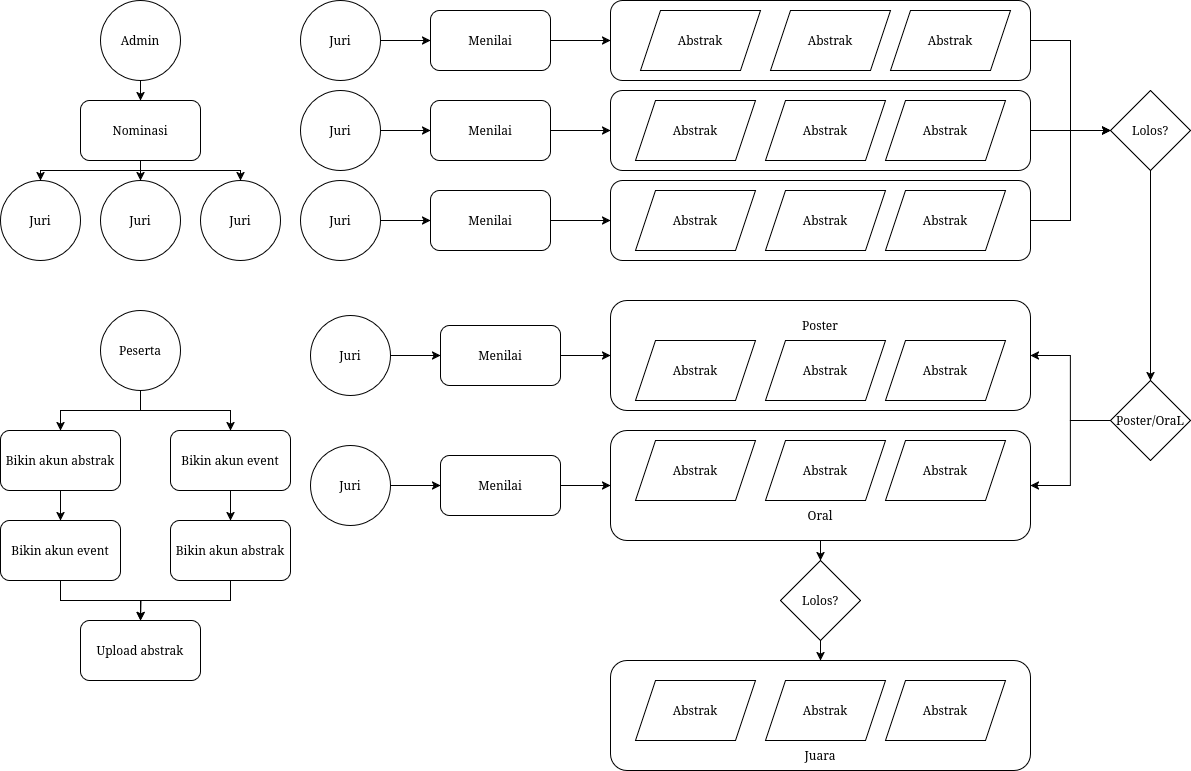 Admin
Nominasi
Juri
Juri
Juri
Juri
Menilai
Abstrak
Abstrak
Abstrak
Juri
Menilai
Abstrak
Abstrak
Abstrak
Juri
Menilai
Abstrak
Abstrak
Abstrak
Lolos?
Peserta
Bikin akun abstrak
Bikin akun event
Bikin akun event
Bikin akun abstrak
Upload abstrak
Juri
Menilai
Poster
Abstrak
Abstrak
Abstrak
Poster/OraL
Juri
Menilai
Abstrak
Abstrak
Abstrak
Oral
Lolos?
Abstrak
Abstrak
Abstrak
Juara